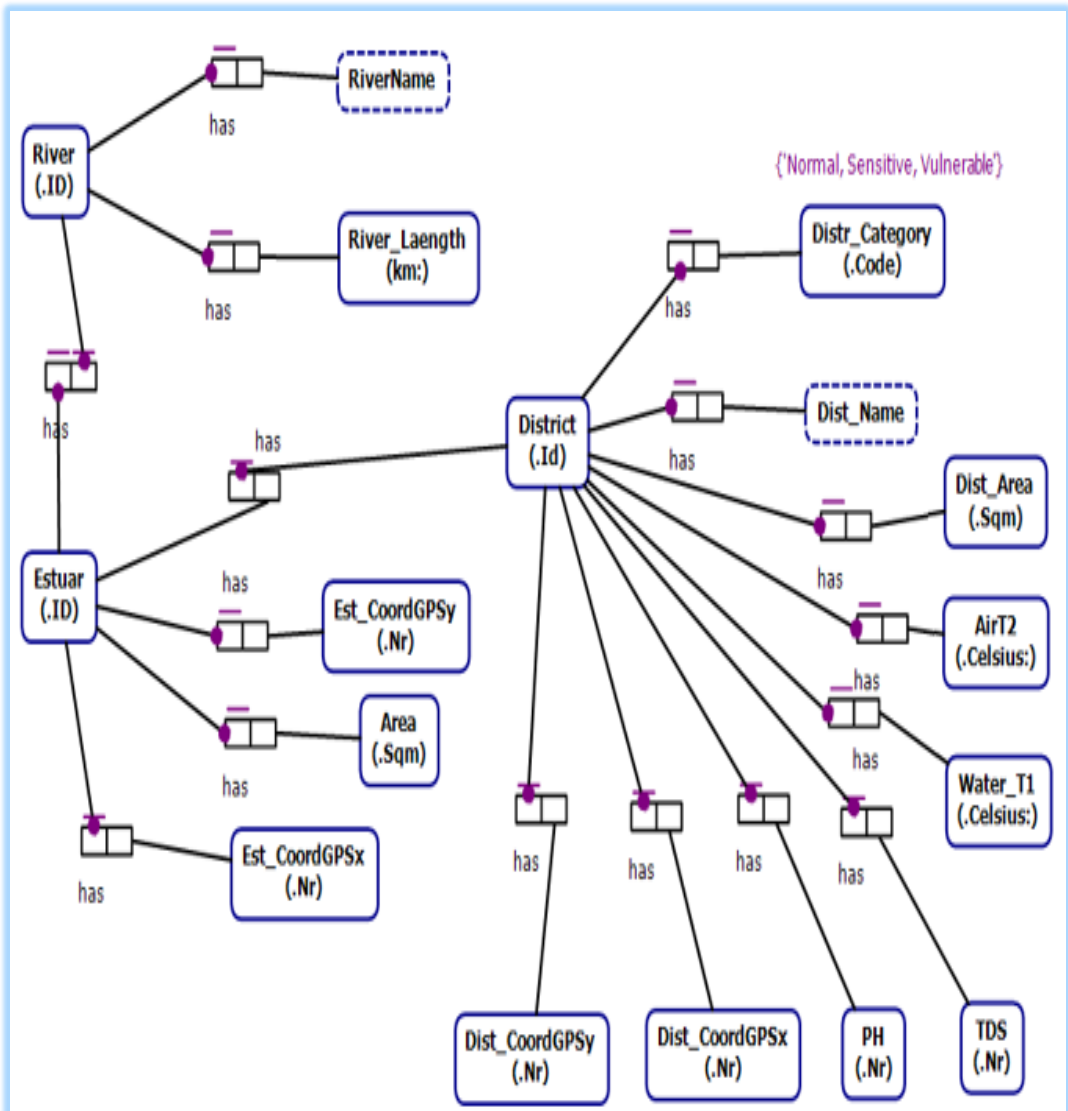 RiverName
has
River
(.ID)
{'Normal, Sensitive, Vulnerable'}
River_Laength
(km:)
has
Distr_Category
(.Code)
has
has
has
District
(.Id)
Dist_Name
has
Dist_Area
(.Sqm)
has
Estuar
(.ID)
has
Est_CoordGPSy
(.Nr)
AirT2
(.Celsius:)
has
Area
(.Sqm)
has
has
Water_T1
(.Celsius:)
Est_CoordGPSx
(.Nr)
has
has
has
has
has
Dist_CoordGPSy
(.Nr)
Dist_CoordGPSx
(.Nr)
PH
(.Nr)
TDS
(.Nr)